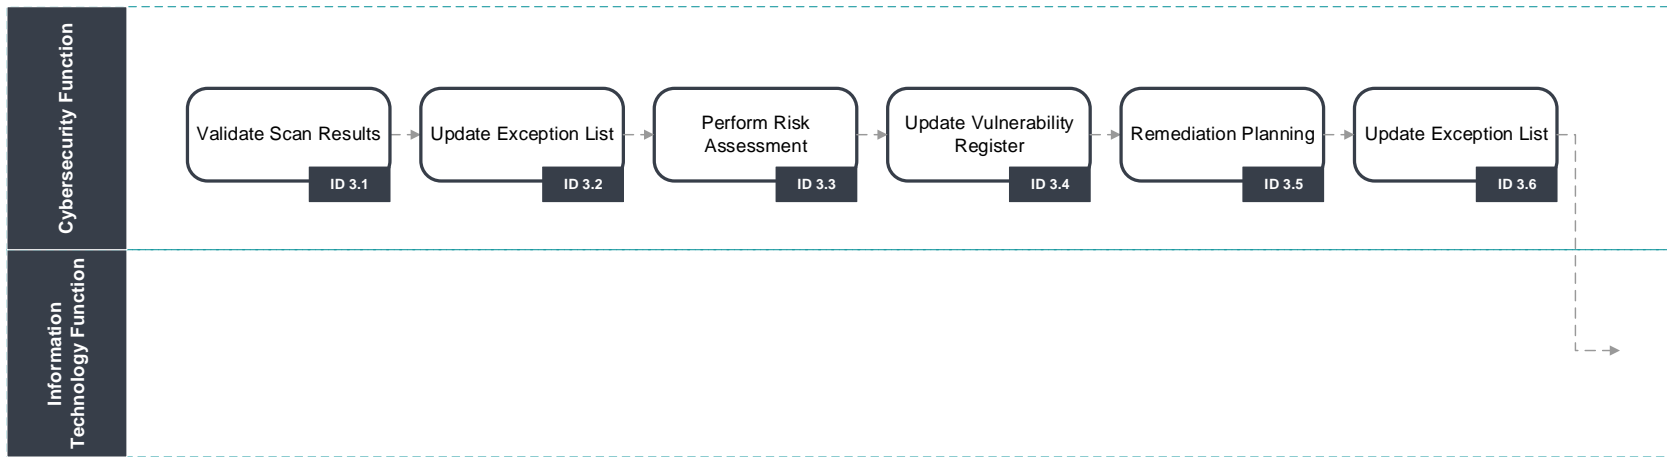 Cybersecurity Function
Validate Scan Results
ID 3.1
Update Exception List
ID 3.2
Perform Risk
Assessment
ID 3.3
Update Vulnerability
Register
ID 3.4
Remediation Planning
ID 3.5
Update Exception List
ID 3.6
Information
Technology Function